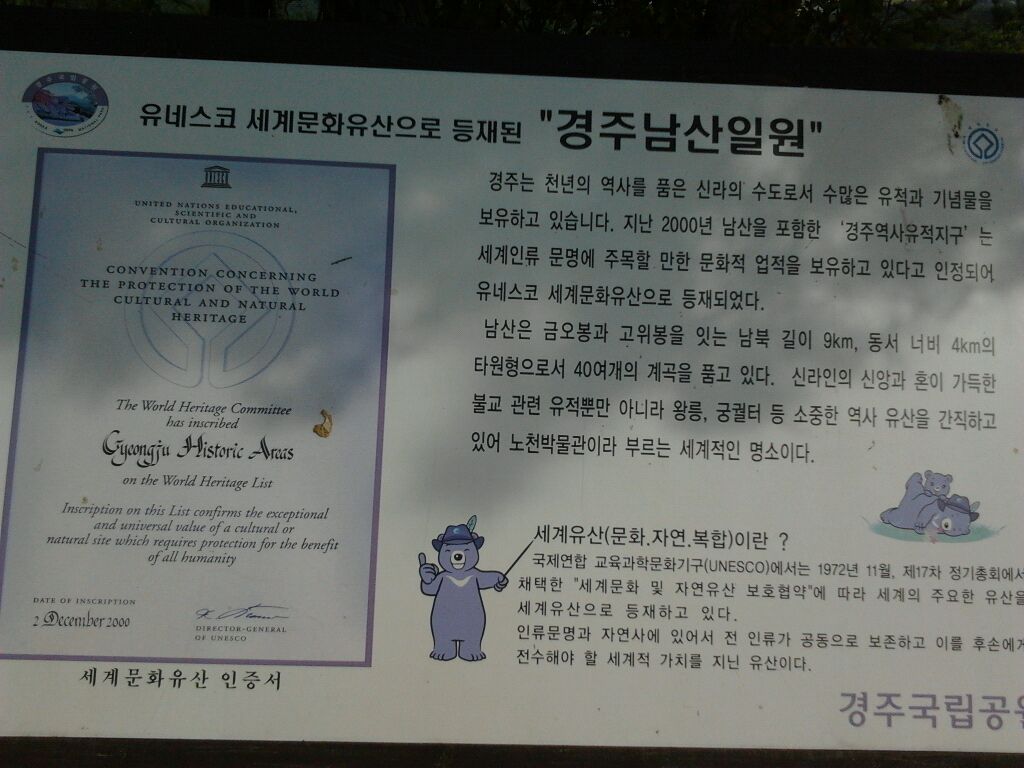 유네스코 세계문화유산으로 등재된 "경주남산일원"
UNITED NATIONS EDUCATIONAL,
SCIENTIFIC AND
CULTURAL ORGANIZATION
CONVENTION CONCERNING
THE PROTECTION OF THE WORLD
CULTURAL AND NATURAL
HERITAGE
The World Heritage Committee
has inscribed
Gyeongju Historic Areas
on the World Heritage List
Inscription on this List confirms the exceptional
and universal value of a cultural or
natural site which requires protection for the benefit
of all humanity
DATE OF INSCRIPTION
2 December 2000
DIRECTOR-GENERAL
OF UNESCO
세계문화유산 인증서
경주는 천년의 역사를 품은 신라의 수도로서 수많은 유적과 기념물을
보유하고 있습니다. 지난 2000년 남산을 포함한 '경주역사유적지구' 는
세계인류 문명에 주목할 만한 문화적 업적을 보유하고 있다고 인정되어
유네스코 세계문화유산으로 등재되었다.
남산은 금오봉과 고위봉을 잇는 남북 길이 9km, 동서 너비 4km의
타원형으로서 40여개의 계곡을 품고 있다. 신라인의 신앙과 혼이 가득한
불교 관련 유적뿐만 아니라 왕릉, 궁궐터 등 소중한 역사 유산을 간직하고
있어 노천박물관이라 부르는 세계적인 명소이다.
세계유산(문화.자연.복합)이란 ?
국제연합 교육과학문화기구(UNESCO)에서는 1972년 11월, 제17차 정기총회에서
채택한 "세계문화 및 자연유산 보호협약"에 따라 세계의 주요한 유산을
세계유산으로 등재하고 있다.
인류문명과 자연사에 있어서 전 인류가 공동으로 보존하고 이를 후손에게
전수해야 할 세계적 가치를 지닌 유산이다.
경주국립공원